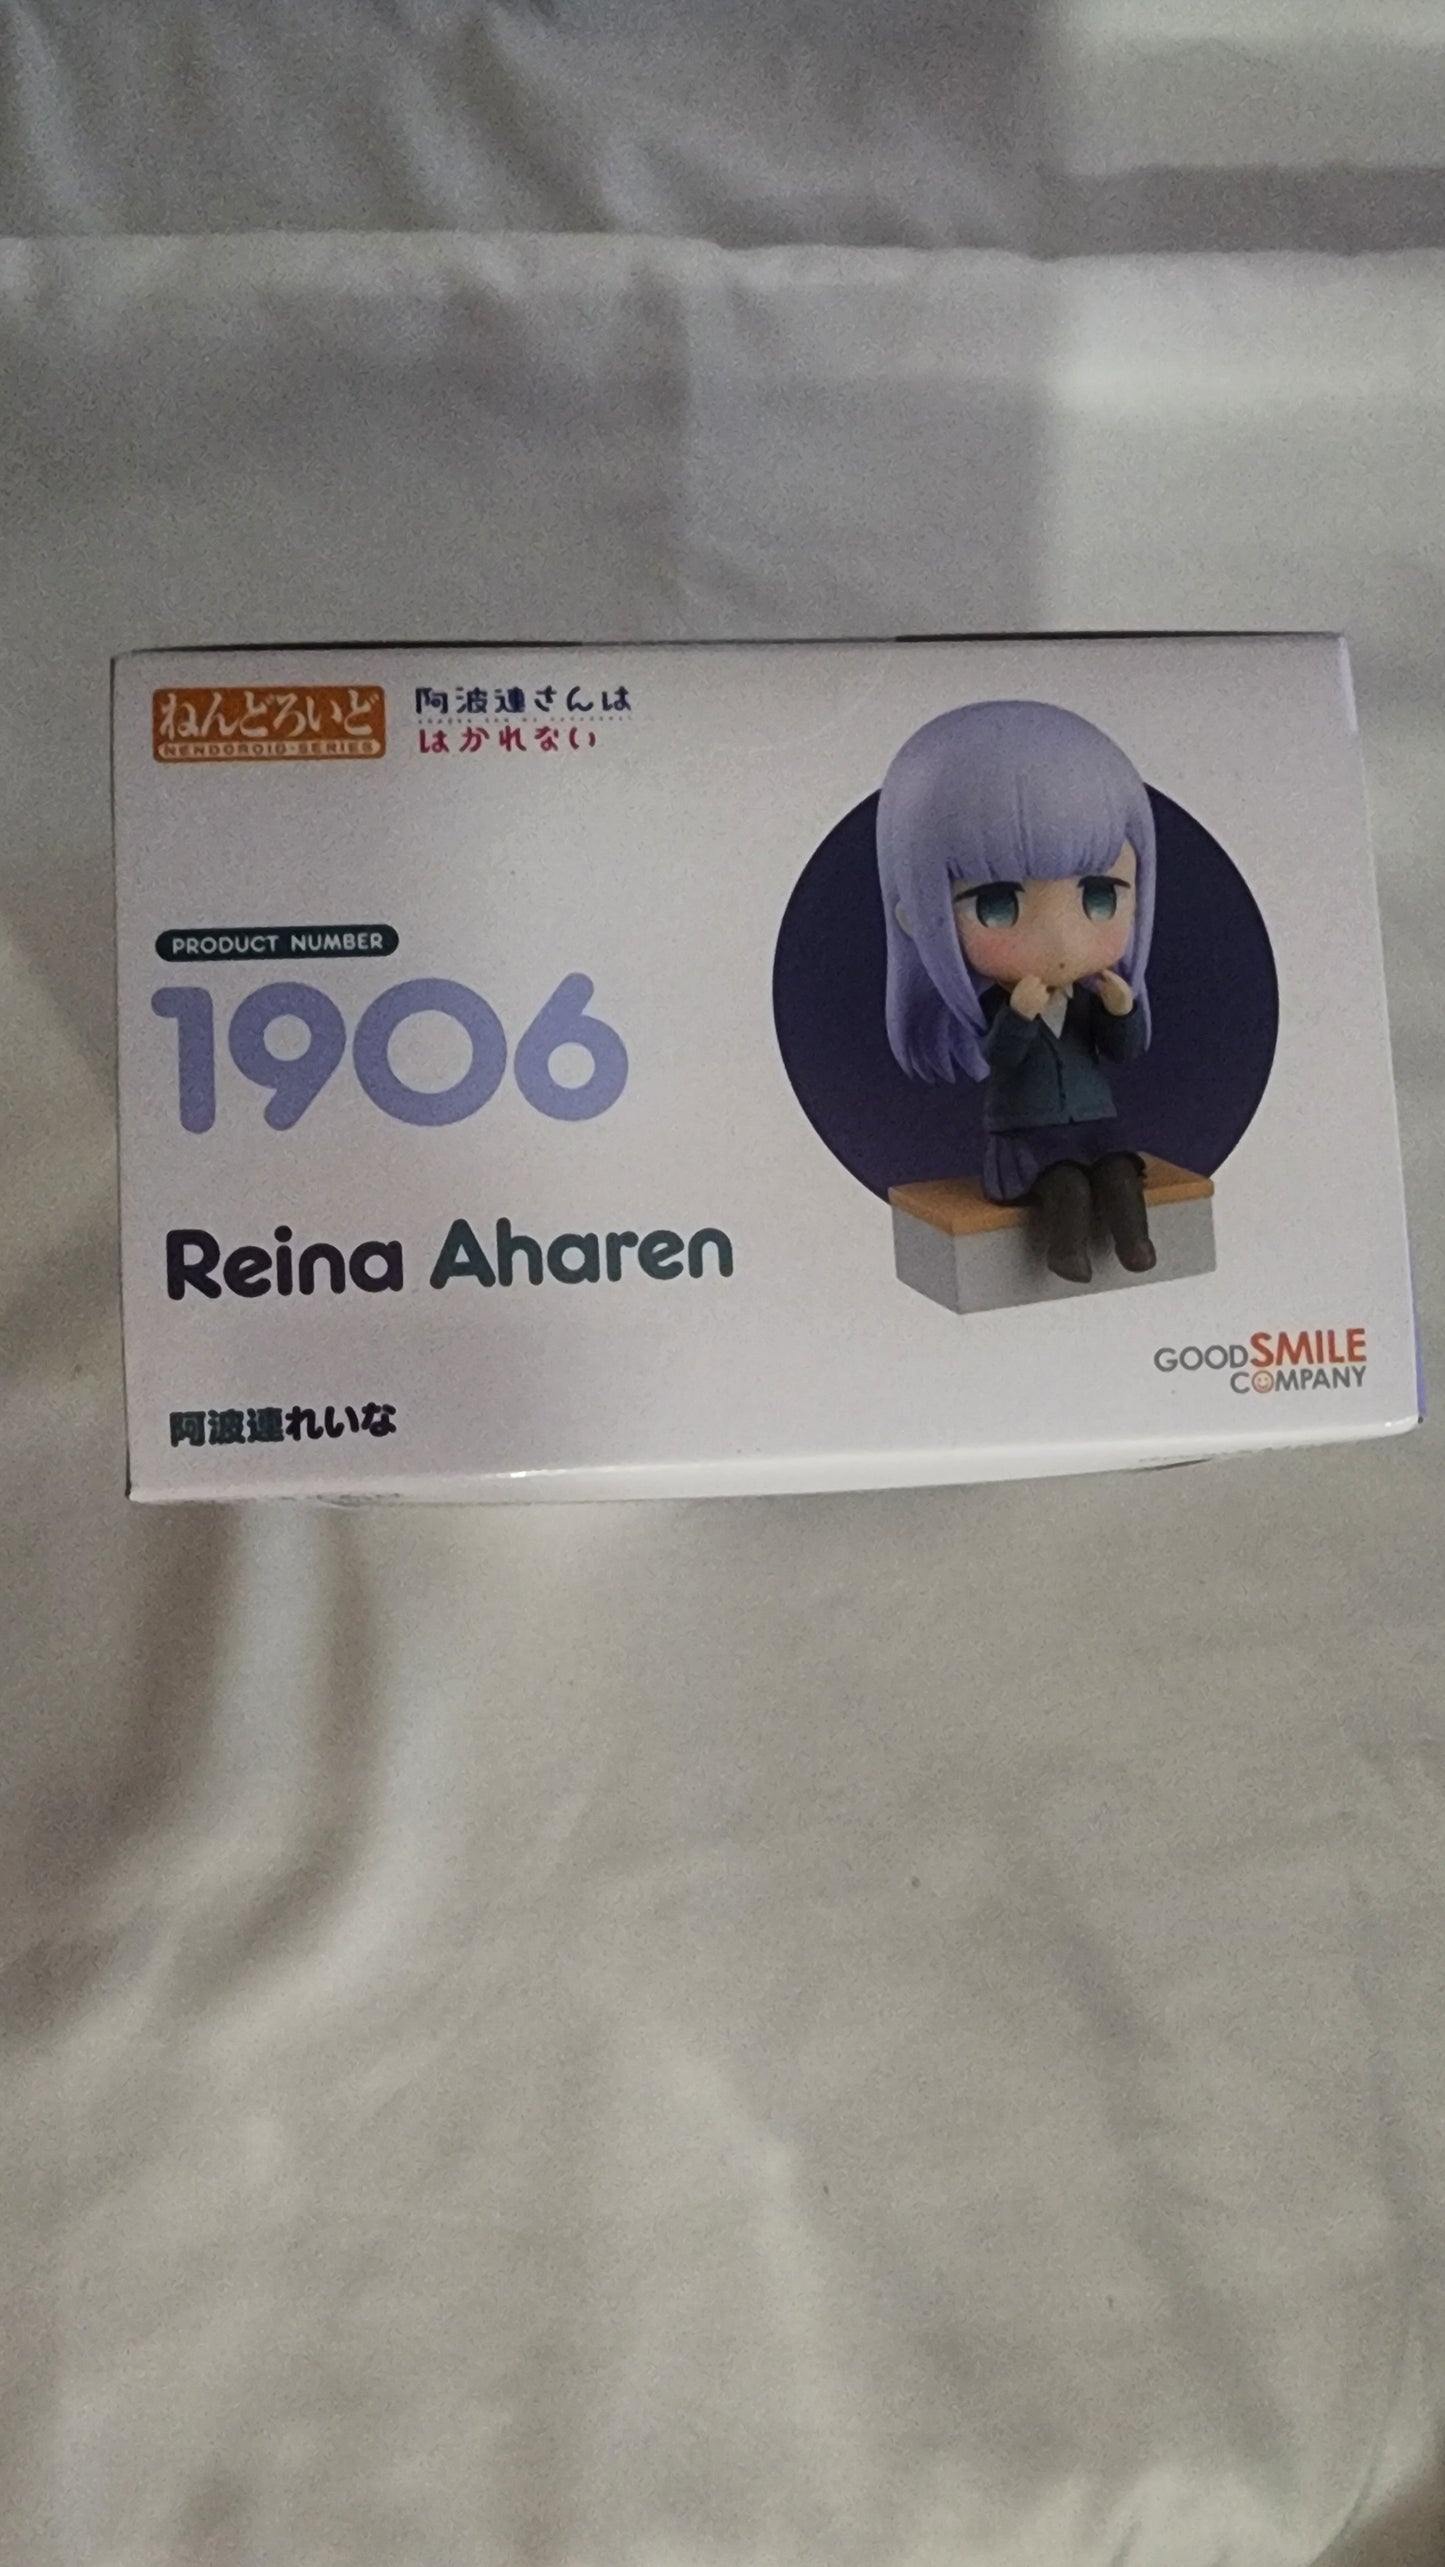 ねんどろいど
NENDOROID SERIES
阿波連さんは
はかれない
PRODUCT NUMBER
1906
Reina Aharen
阿波連れいな
GOODSMILE
COMPANY